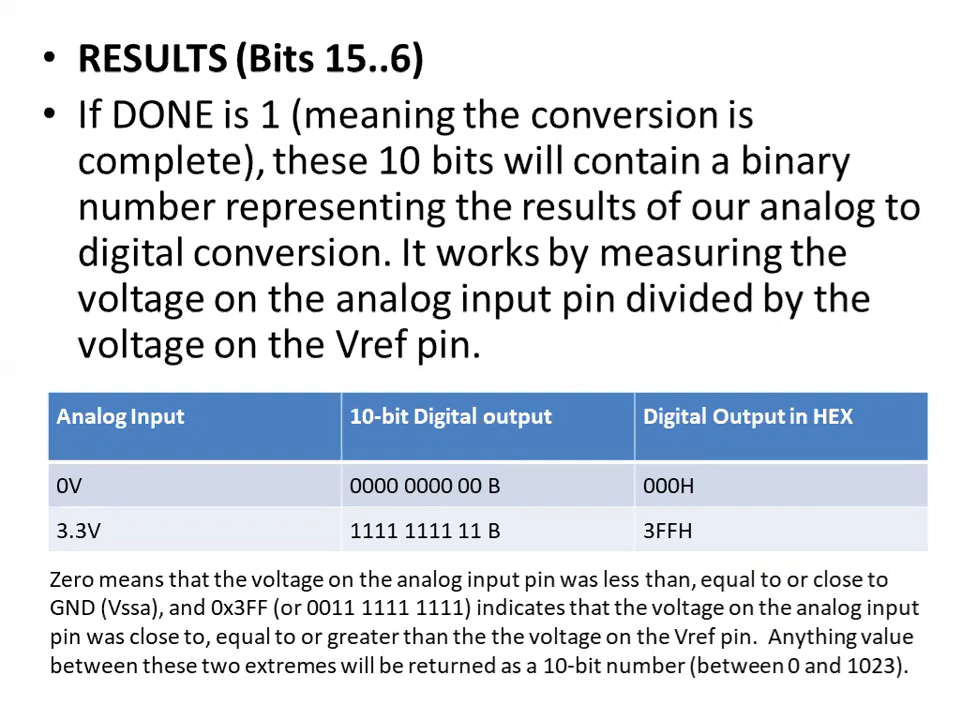 • RESULTS (Bits 15..6)
• If DONE is 1 (meaning the conversion is
complete), these 10 bits will contain a binary
number representing the results of our analog to
digital conversion. It works by measuring the
voltage on the analog input pin divided by the
voltage on the Vref pin.
Analog Input 10-bit Digital output Digital Output in HEX
0V 0000 0000 00 B 000H
3.3V 1111 1111 11 B 3FFH
Zero means that the voltage on the analog input pin was less than, equal to or close to
GND (Vssa), and 0x3FF (or 0011 1111 1111) indicates that the voltage on the analog input
pin was close to, equal to or greater than the the voltage on the Vref pin. Anything value
between these two extremes will be returned as a 10-bit number (between 0 and 1023).